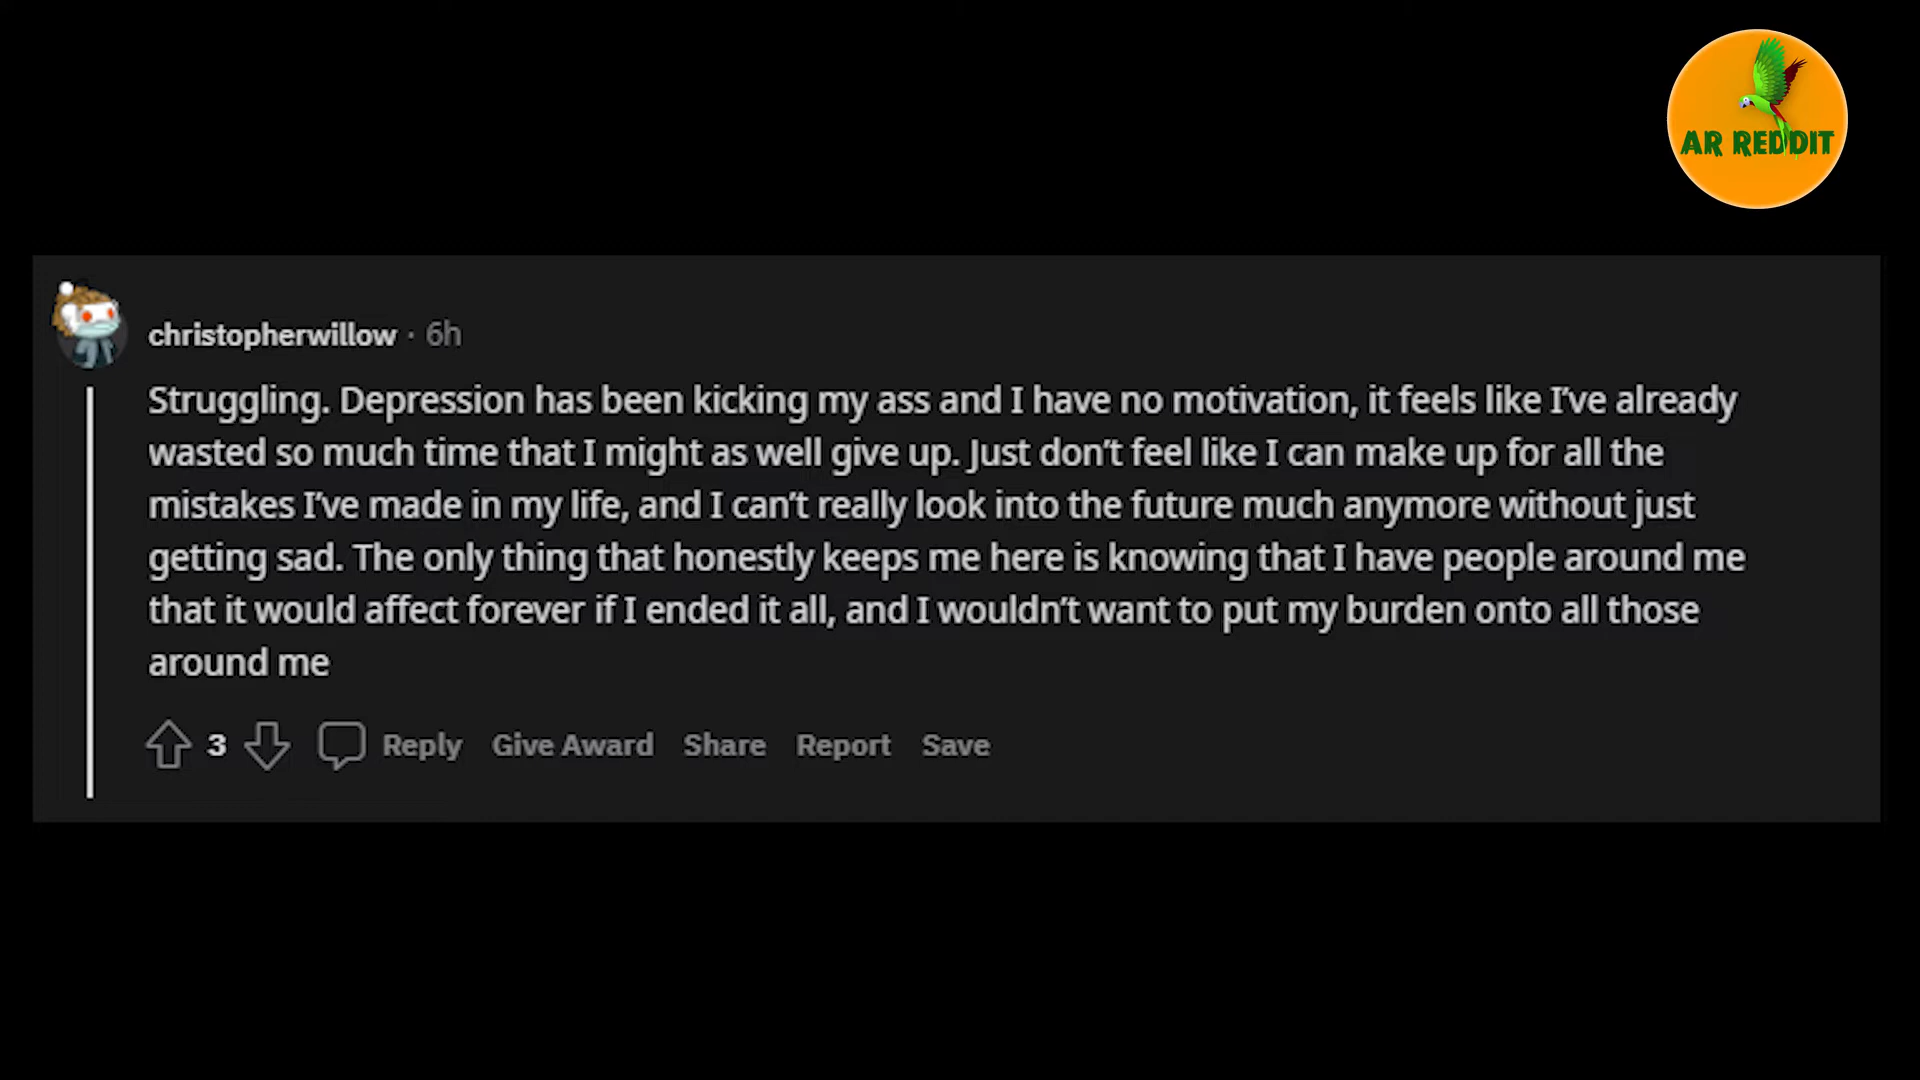 AR REDDIT
christopherwillow · 6h
Struggling. Depression has been kicking my ass and I have no motivation, it feels like I’ve already
wasted so much time that I might as well give up. Just don’t feel like I can make up for all the
mistakes I’ve made in my life, and I can’t really look into the future much anymore without just
getting sad. The only thing that honestly keeps me here is knowing that I have people around me
that it would affect forever if I ended it all, and I wouldn’t want to put my burden onto all those
around me
3 Reply Give Award Share Report Save